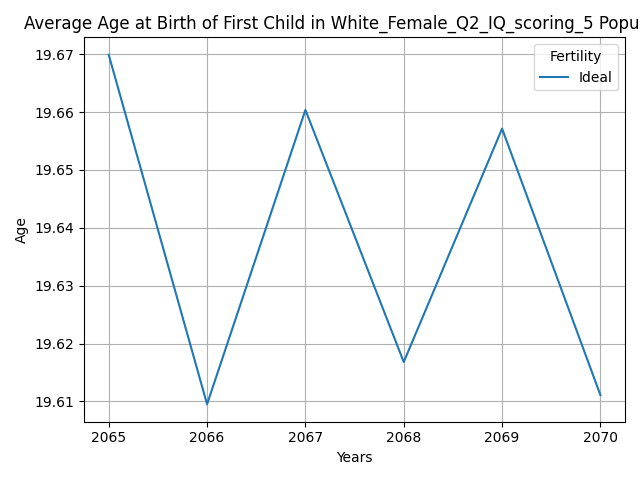 Average Age at Birth of First Child in White_Female_Q2_IQ_scoring_5 Popu
Fertility
Ideal
19.67
19.66
19.65
19.64
19.63
19.62
19.61
Age
2065 2066 2067 2068 2069 2070
Years